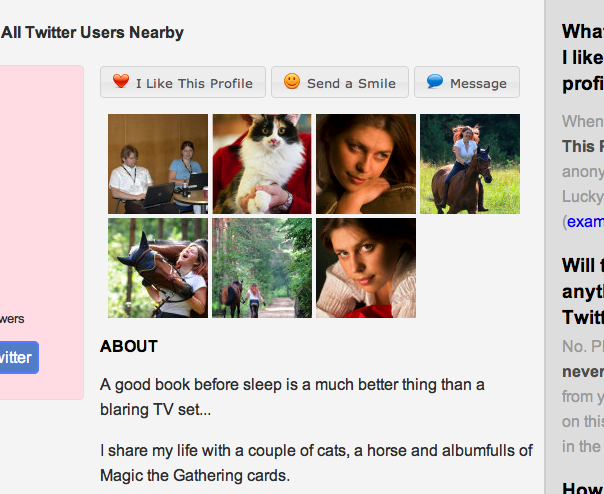 All Twitter Users Nearby
I Like This Profile
Send a Smile
Message
wers
witter
ABOUT
A good book before sleep is a much better thing than a
blaring TV set...
I share my life with a couple of cats, a horse and albumfulls of
Magic the Gathering cards.
What
I like
profi
When
This P
anony
Lucky
(exam
Will t
anyt
Twitt
No. Pl
never
from y
on this
in the
How